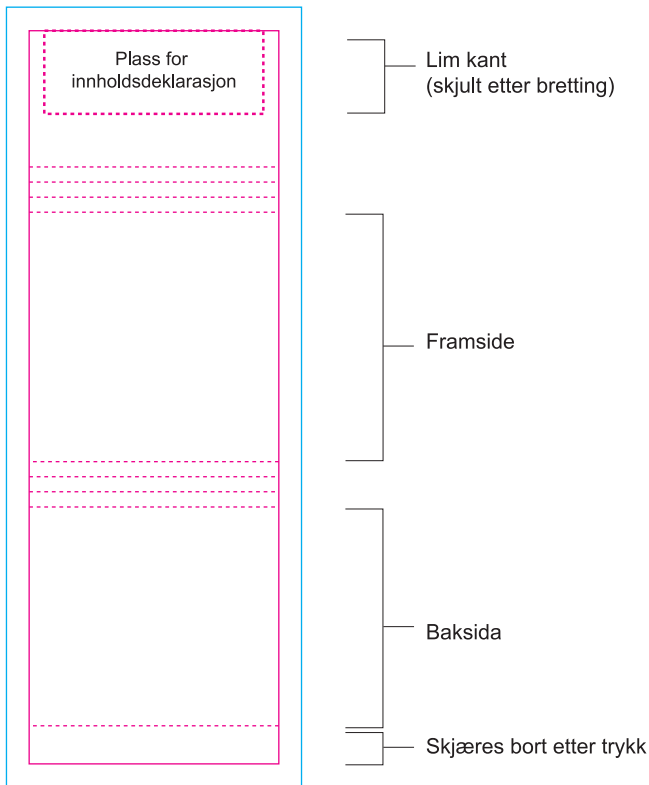 Plass for
innholdsdeklarasjon
Lim kant
(skjult etter bretting)
Framside
Baksida
Skjæres bort etter trykk